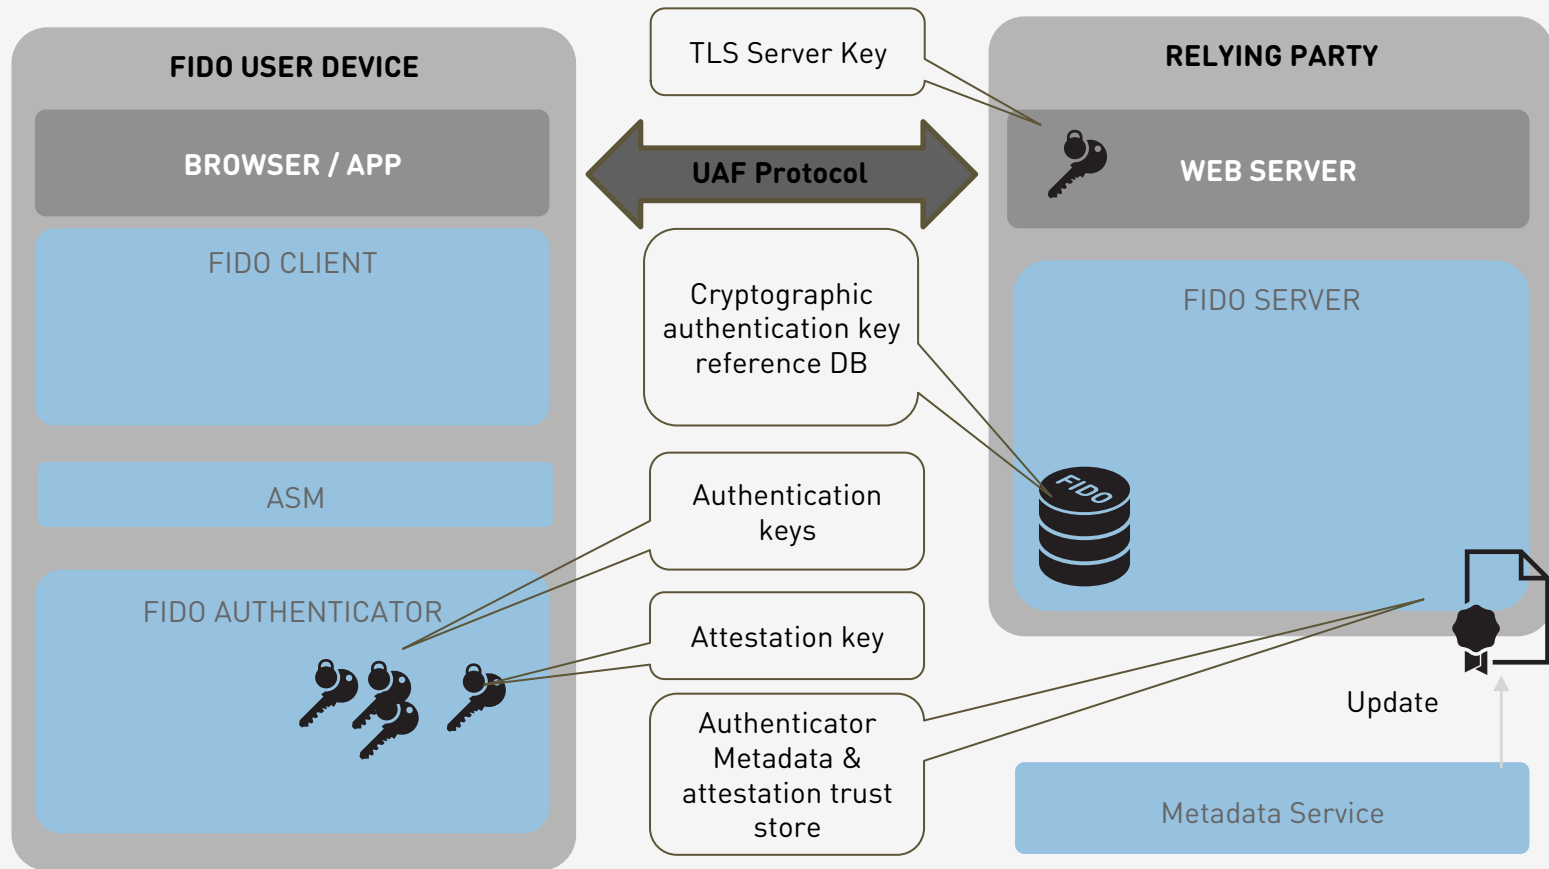 FIDO USER DEVICE
BROWSER / APP
FIDO CLIENT
ASM
FIDO AUTHENTICATOR
TLS Server Key
UAF Protocol
Cryptographic
authentication key
reference DB
Authentication
keys
Attestation key
Authenticator
Metadata &
attestation trust
store
RELYING PARTY
WEB SERVER
FIDO SERVER
FIDO
Update
Metadata Service